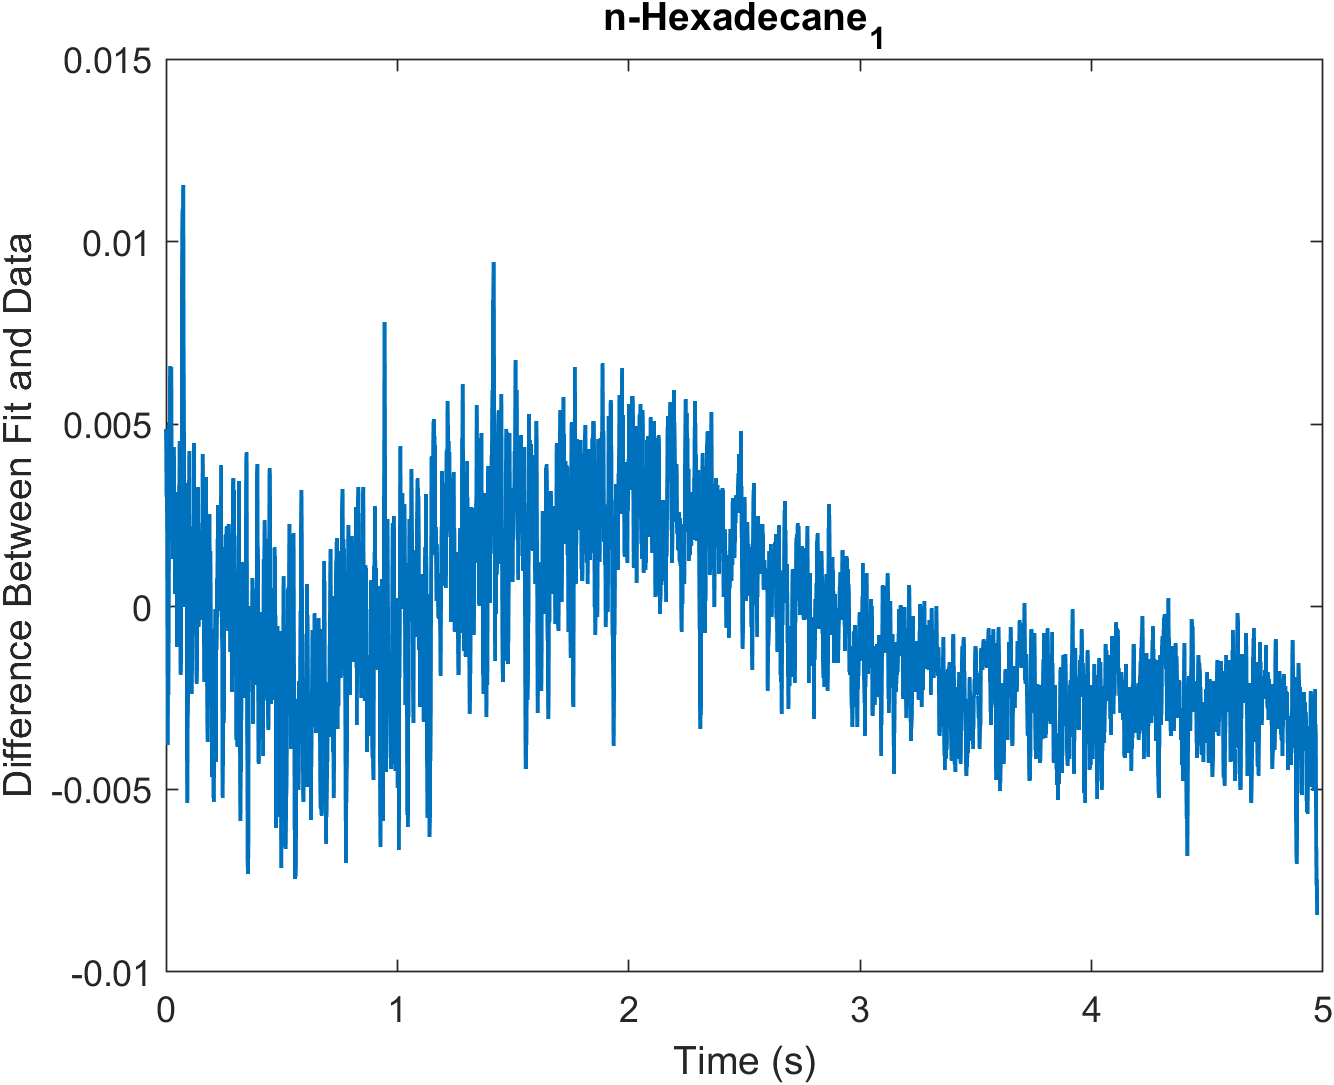 n-Hexadecane1
Difference Between Fit and Data
0.015
0.01
0.005
0
-0.005
-0.01
0 1 2 3 4 5
Time (s)